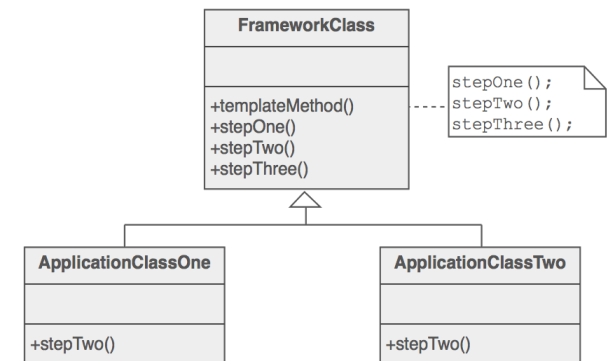 FrameworkClass
+templateMethod()
+stepOne()
+stepTwo()
+stepThree()
stepOne();
stepTwo();
stepThree();
ApplicationClassOne
+stepTwo()
ApplicationClassTwo
+stepTwo()